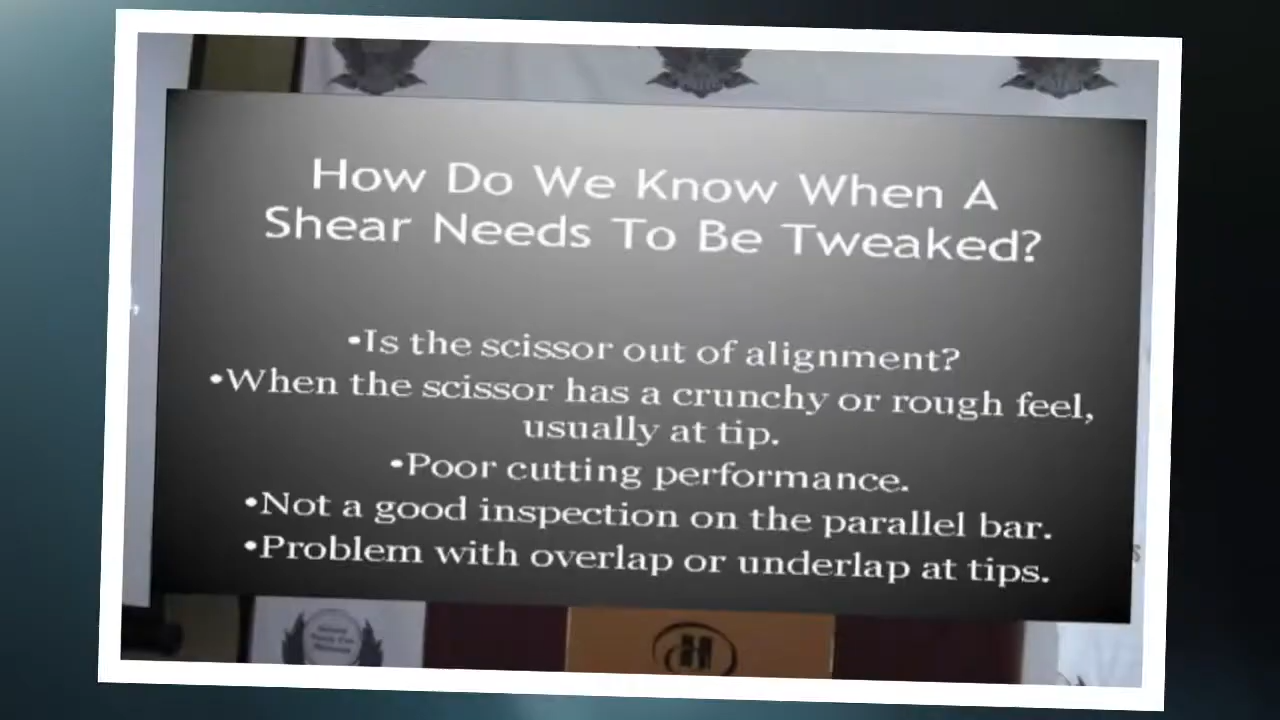 How Do We Know When A
Shear Needs To Be Tweaked?
•Is the scissor out of alignment?
•When the scissor has a crunchy or rough feel,
usually at tip.
•Poor cutting performance.
•Not a good inspection on the parallel bar.
•Problem with overlap or underlap at tips.
H